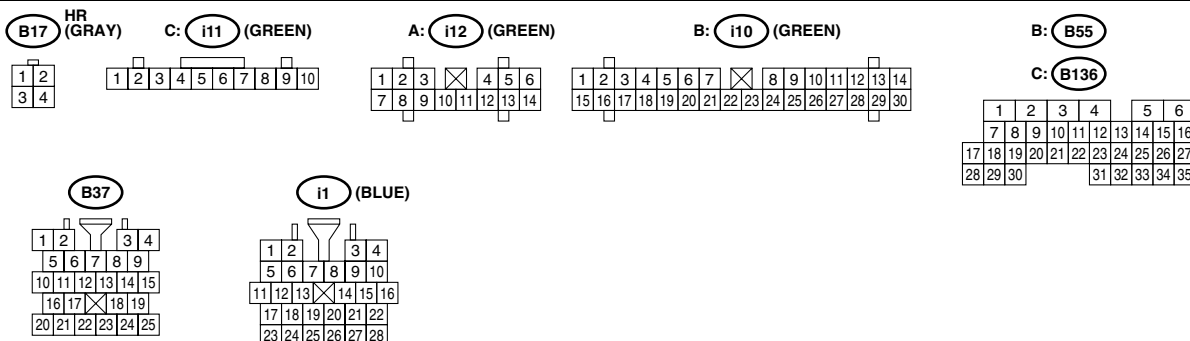 HR
B17 (GRAY)
C: i11 (GREEN)
A: i12 (GREEN)
B: i10 (GREEN)
B: B55
C: B136
1 2
3 4
1 2 3 4 5 6 7 8 9 10
1 2 3 4 5 6
7 8 9 10 11 12 13 14
1 2 3 4 5 6 7 8 9 10 11 12 13 14
15 16 17 18 19 20 21 22 23 24 25 26 27 28 29 30
1 2 3 4 5 6
7 8 9 10 11 12 13 14 15 16
17 18 19 20 21 22 23 24 25 26 27
28 29 30 31 32 33 34 35
B37
i1 (BLUE)
1 2 3 4
5 6 7 8 9
10 11 12 13 14 15
16 17 18 19
20 21 22 23 24 25
1 2 3 4
5 6 7 8 9 10
11 12 13 14 15 16
17 18 19 20 21 22
23 24 25 26 27 28